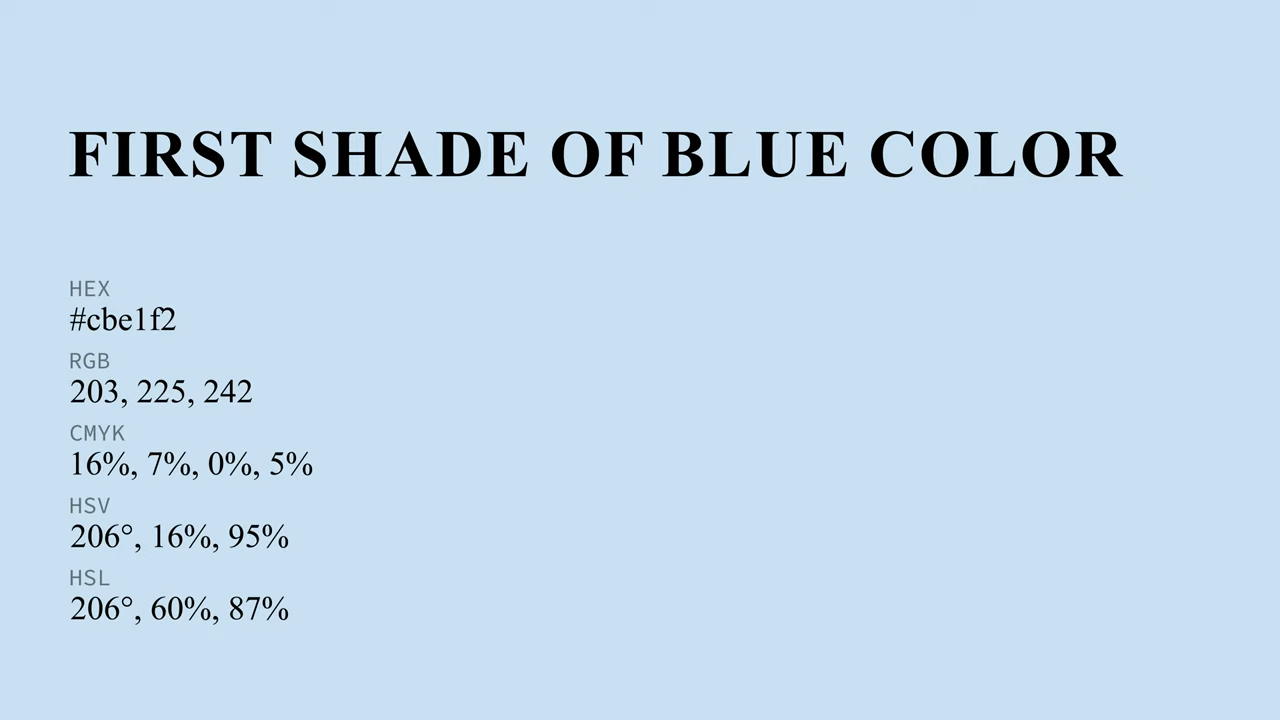 FIRST SHADE OF BLUE COLOR
HEX
#cbe1f2
RGB
203, 225, 242
CMYK
16%, 7%, 0%, 5%
HSV
206°, 16%, 95%
HSL
206°, 60%, 87%